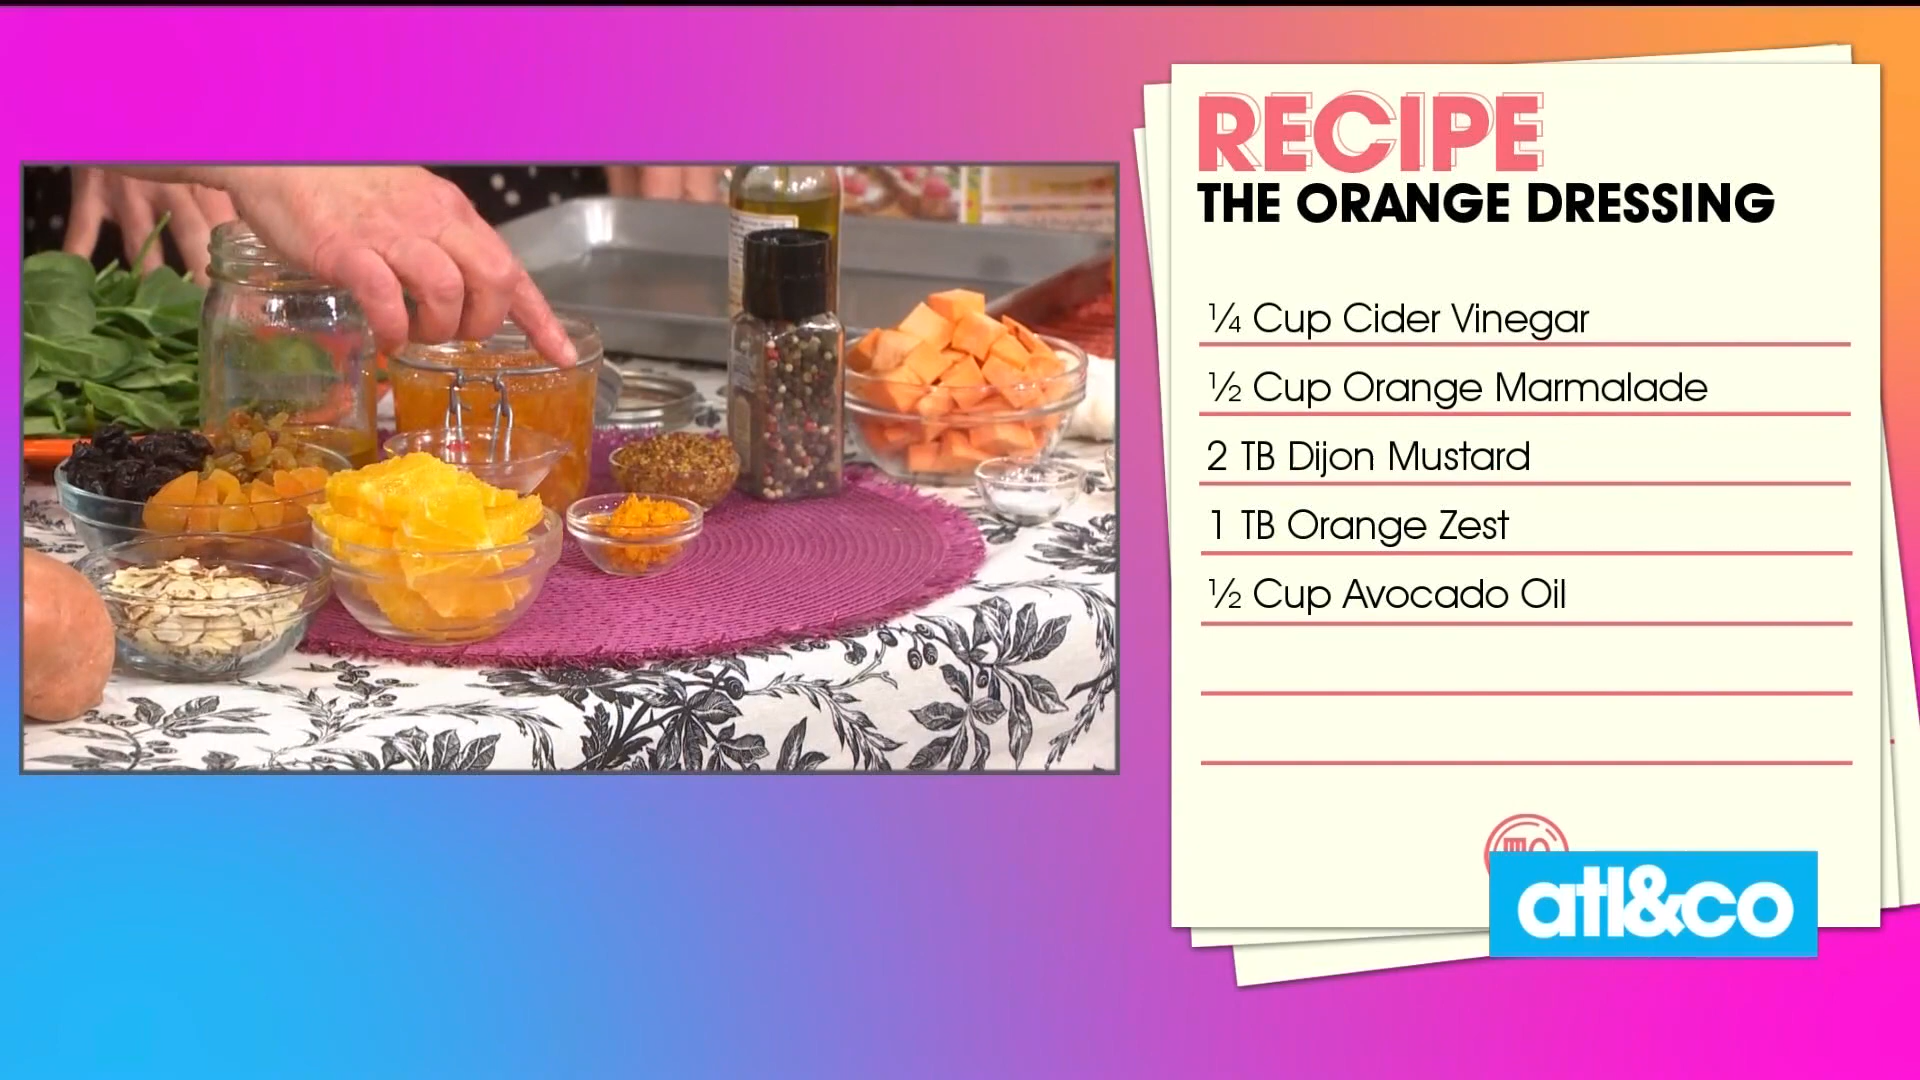 RECIPE
THE ORANGE DRESSING
¼ Cup Cider Vinegar
½ Cup Orange Marmalade
2 TB Dijon Mustard
1 TB Orange Zest
½ Cup Avocado Oil
atl&co